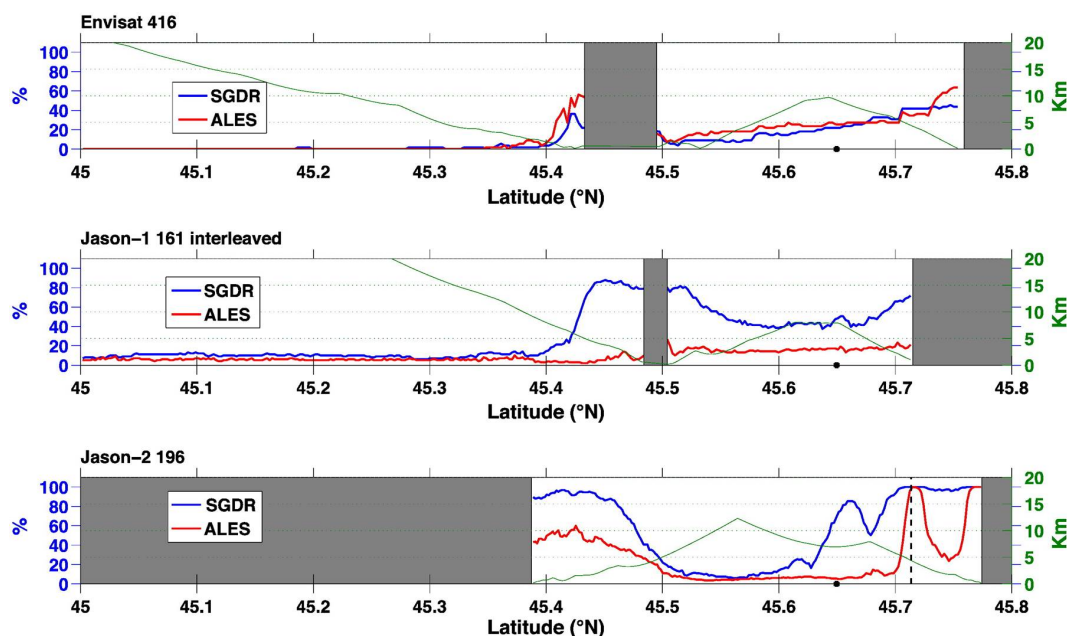 Envisat 416
100
80
60
40
20
0
%
SGDR
ALES
20
15
10
5
0
Km
45 45.1 45.2 45.3 45.4 45.5 45.6 45.7 45.8
Latitude (°N)
Jason−1 161 interleaved
100
80
60
40
20
0
%
SGDR
ALES
20
15
10
5
0
Km
45 45.1 45.2 45.3 45.4 45.5 45.6 45.7 45.8
Latitude (°N)
Jason−2 196
100
80
60
40
20
0
%
SGDR
ALES
20
15
10
5
0
Km
45 45.1 45.2 45.3 45.4 45.5 45.6 45.7 45.8
Latitude (°N)